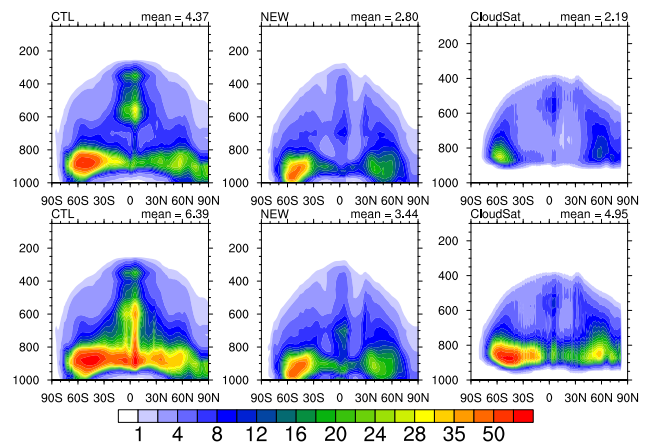 CTL mean = 4.37 NEW mean = 2.80 CloudSat mean = 2.19
200 200 200
400 400 400
600 600 600
800 800 800
1000 1000 1000
90S 60S 30S 0 30N 60N 90N 90S 60S 30S 0 30N 60N 90N 90S 60S 30S 0 30N 60N 90N
CTL mean = 6.39 NEW mean = 3.44 CloudSat mean = 4.95
200 200 200
400 400 400
600 600 600
800 800 800
1000 1000 1000
90S 60S 30S 0 30N 60N 90N 90S 60S 30S 0 30N 60N 90N 90S 60S 30S 0 30N 60N 90N
1 4 8 12 16 20 24 28 35 50